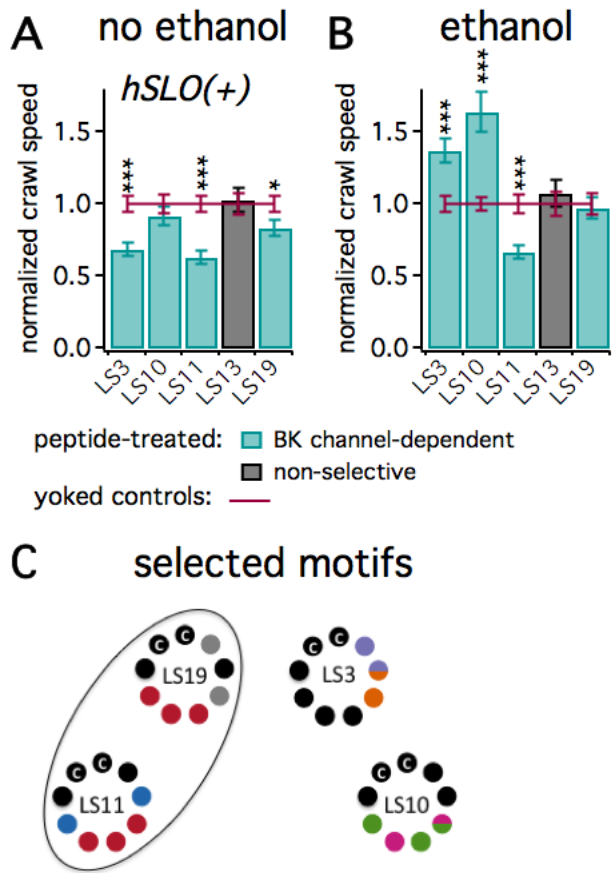 A no ethanol
hSLO(+)
normalized crawl speed
1.5
1.0
0.5
0.0
***
***
*
LS3
LS10
LS11
LS13
LS19
B ethanol
normalized crawl speed
1.5
1.0
0.5
0.0
***
***
***
LS3
LS10
LS11
LS13
LS19
peptide-treated: BK channel-dependent
non-selective
yoked controls:
C selected motifs
C C
LS19
C C
LS3
C C
LS11
C C
LS10